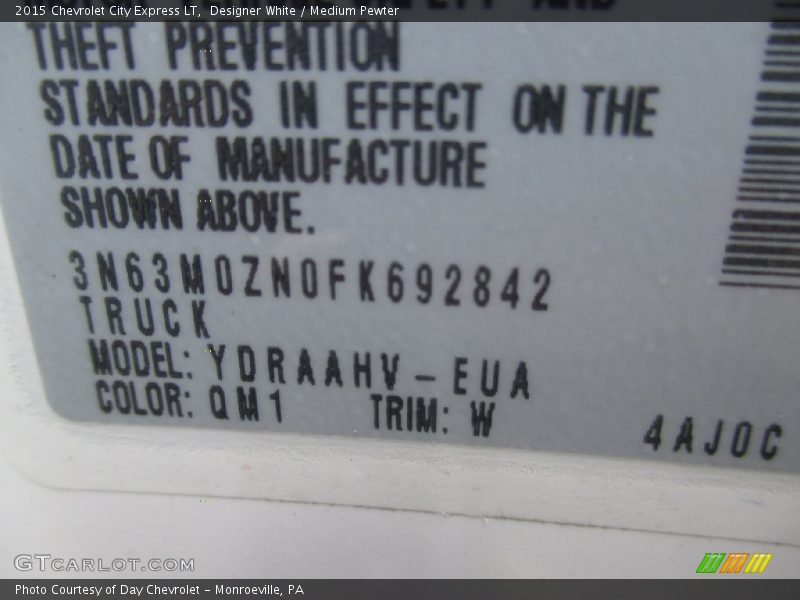 2015 Chevrolet City Express LT, Designer White / Medium Pewter
THEFT PREVENTION
STANDARDS IN EFFECT ON THE
DATE OF MANUFACTURE
SHOWN ABOVE.
3N63M0ZN0FK692842
TRUCK
MODEL: YDRAAHV-EUA
COLOR: QM1 TRIM: W
4AJ0C
GTCARLOT.COM
Photo Courtesy of Day Chevrolet - Monroeville, PA